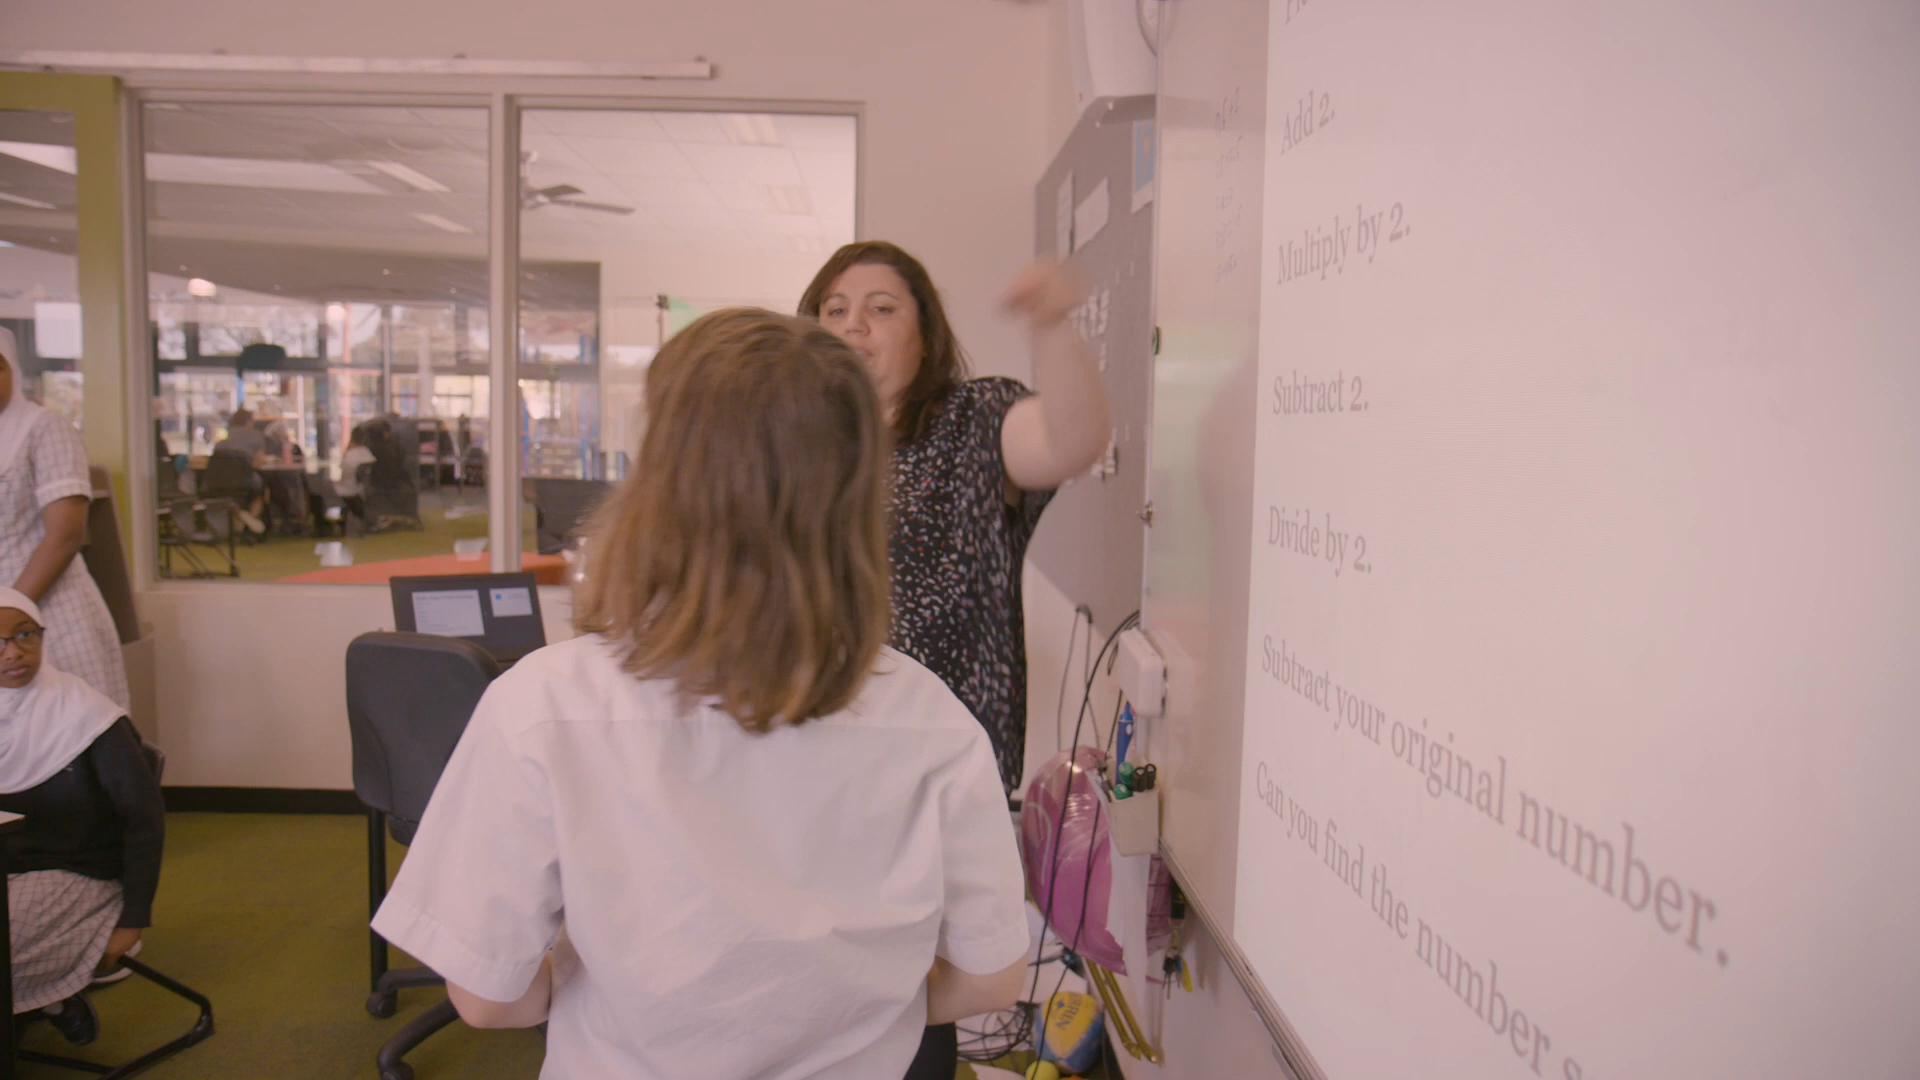 Add 2.
Multiply by 2.
Subtract 2.
Divide by 2.
Subtract your original number.
Can you find the number